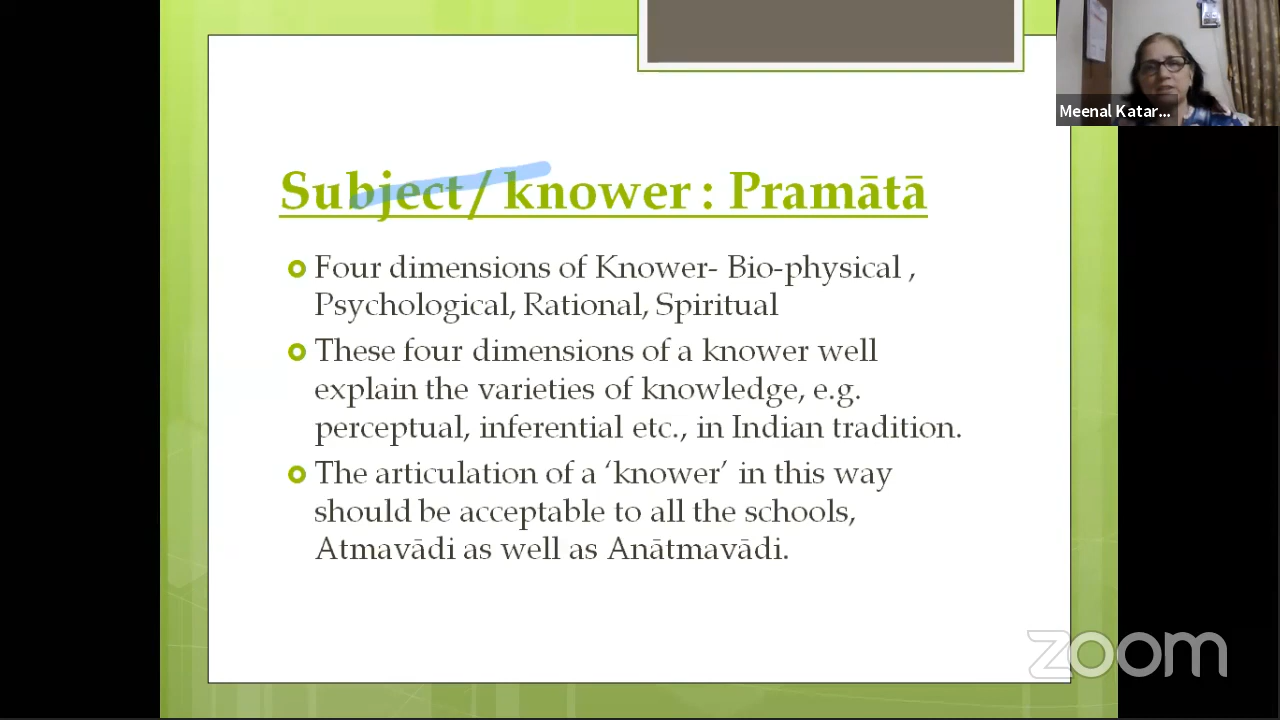 Meenal Katar...
Subject / knower : Pramātā
Four dimensions of Knower- Bio-physical ,
Psychological, Rational, Spiritual
These four dimensions of a knower well
explain the varieties of knowledge, e.g.
perceptual, inferential etc., in Indian tradition.
The articulation of a ‘knower’ in this way
should be acceptable to all the schools,
Atmavādi as well as Anātmavādi.
zoom